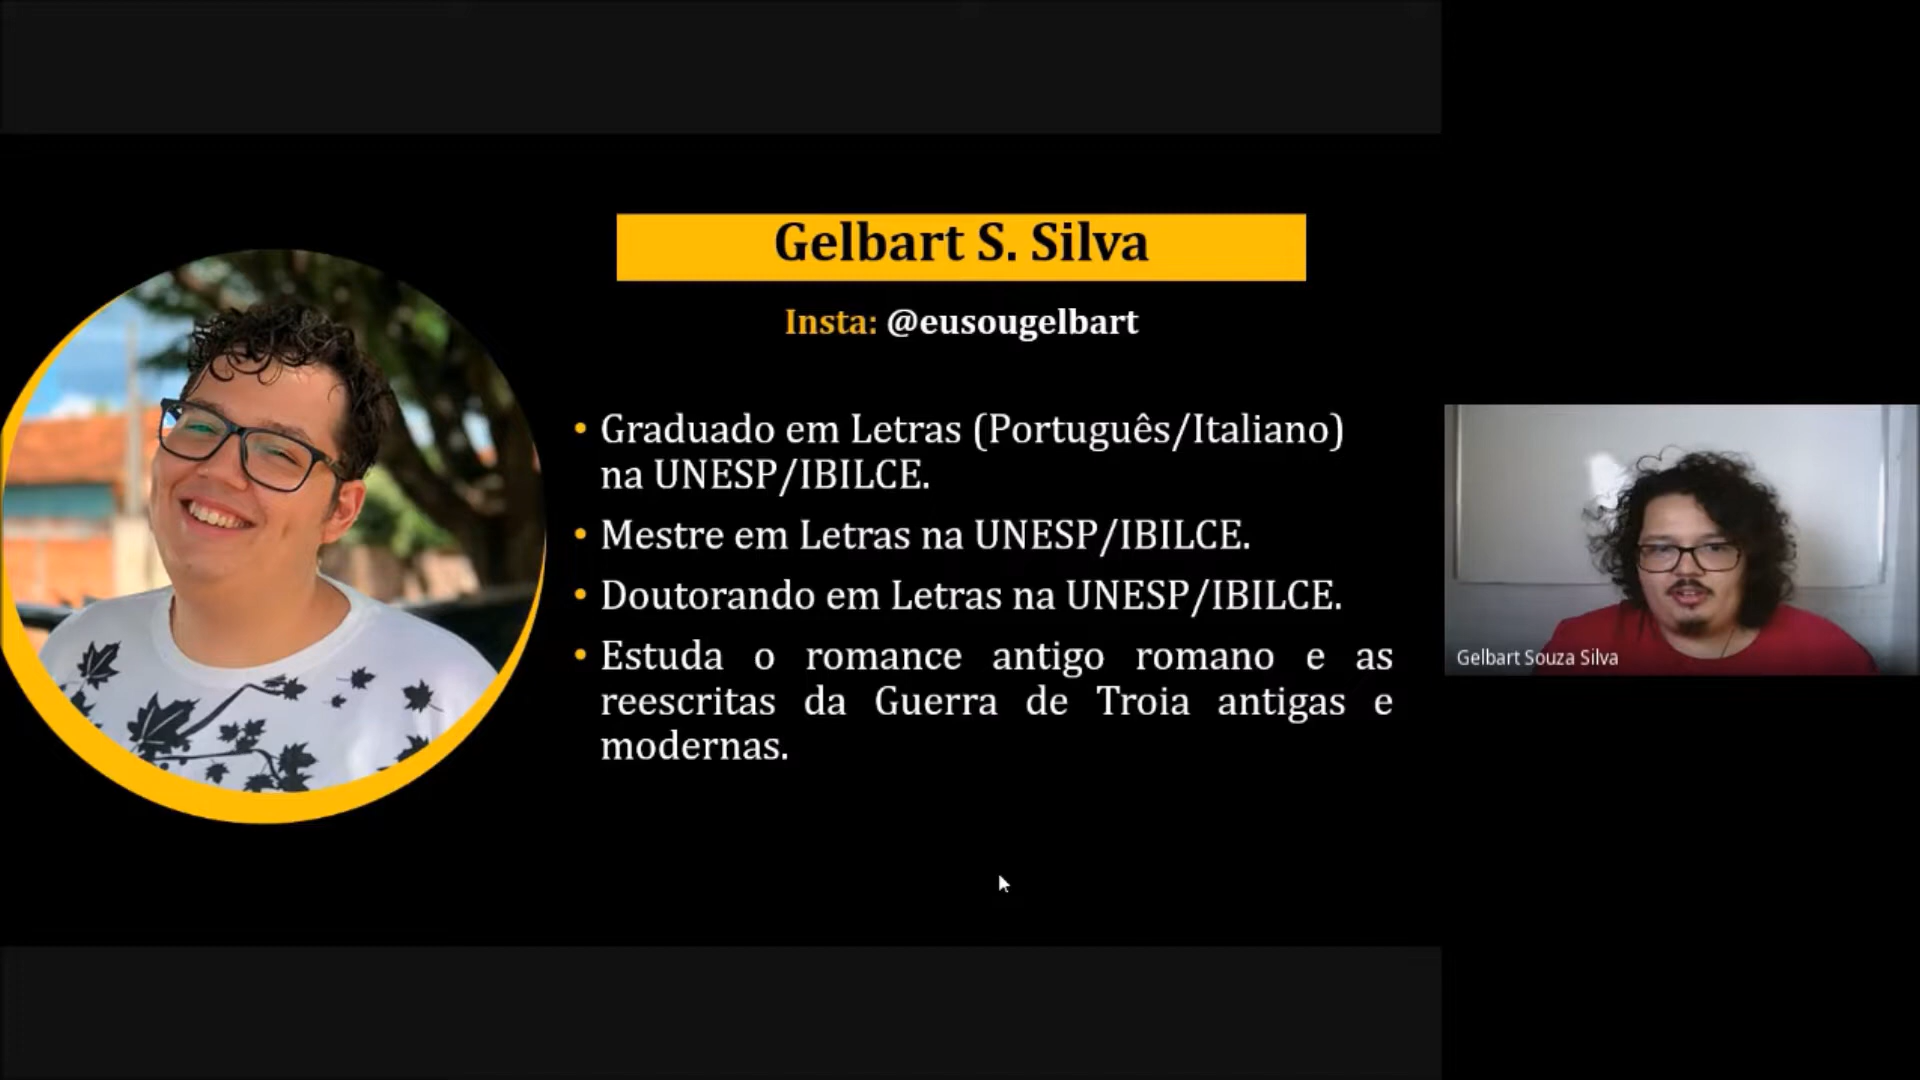 Gelbart S. Silva
Insta: @eusougelbart
• Graduado em Letras (Português/Italiano)
na UNESP/IBILCE.
• Mestre em Letras na UNESP/IBILCE.
• Doutorando em Letras na UNESP/IBILCE.
• Estuda o romance antigo romano e as
reescritas da Guerra de Troia antigas e
modernas.
Gelbart Souza Silva